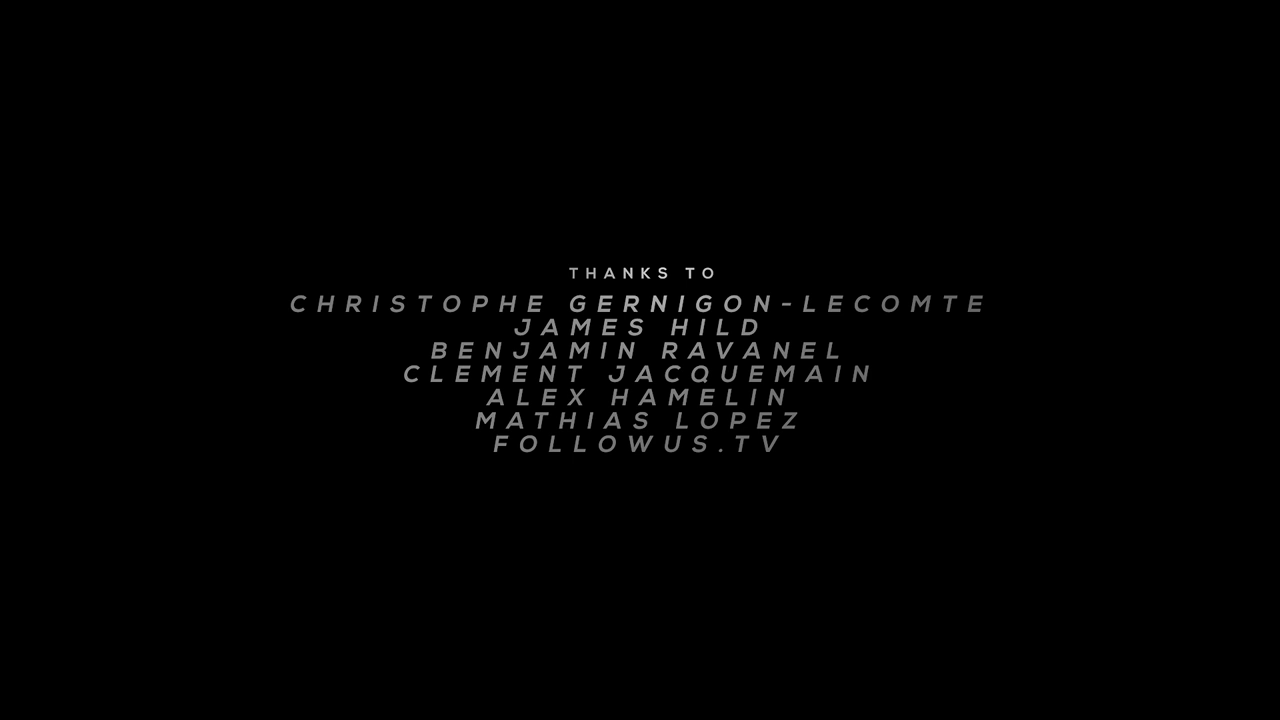 THANKS TO
CHRISTOPHE GERNIGON-LECOMTE
JAMES HILD
BENJAMIN RAVANEL
CLEMENT JACQUEMAIN
ALEX HAMELIN
MATHIAS LOPEZ
FOLLOWUS.TV